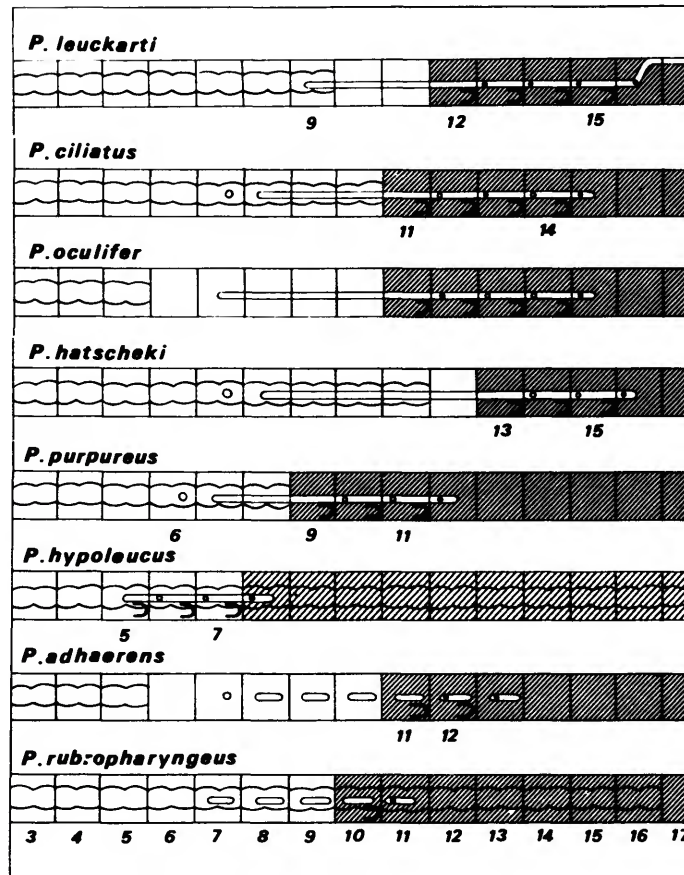 P. leuckarti
9 12 15
P. ciliatus
11 14
P. oculifer
P. hatscheki
13 15
P. purpureus
6 9 11
P. hypoleucus
5 7
P. adhaerens
11 12
P. rubropharyngeus
3 4 5 6 7 8 9 10 11 12 13 14 15 16 17